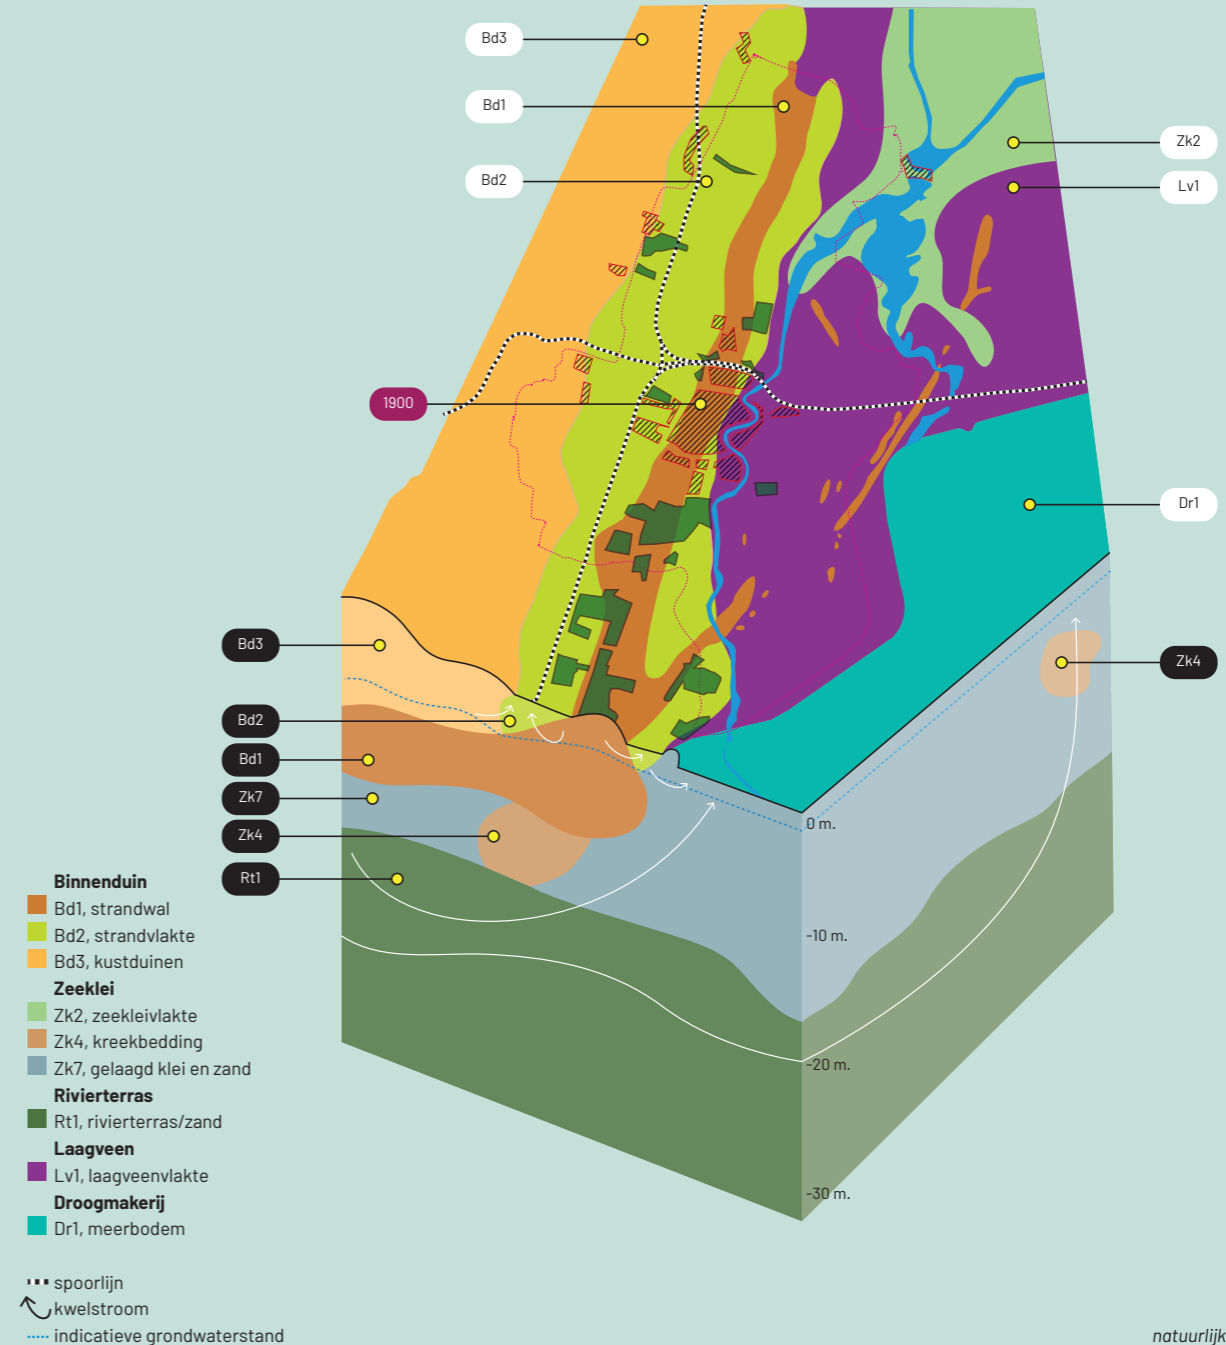 Bd3
Bd1
Bd2
Zk2
Lv1
1900
Dr1
Bd3
Zk4
Bd2
Bd1
Zk7
Zk4
Rt1
0 m.
-10 m.
-20 m.
-30 m.
Binnenduin
Bd1, strandwal
Bd2, strandvlakte
Bd3, kustduinen
Zeeklei
Zk2, zeekleivlakte
Zk4, kreekbedding
Zk7, gelaagd klei en zand
Rivierterras
Rt1, rivierterras/zand
Laagveen
Lv1, laagveenvlakte
Droogmakerij
Dr1, meerbodem
spoorlijn
kwelstroom
indicatieve grondwaterstand
natuurlijk